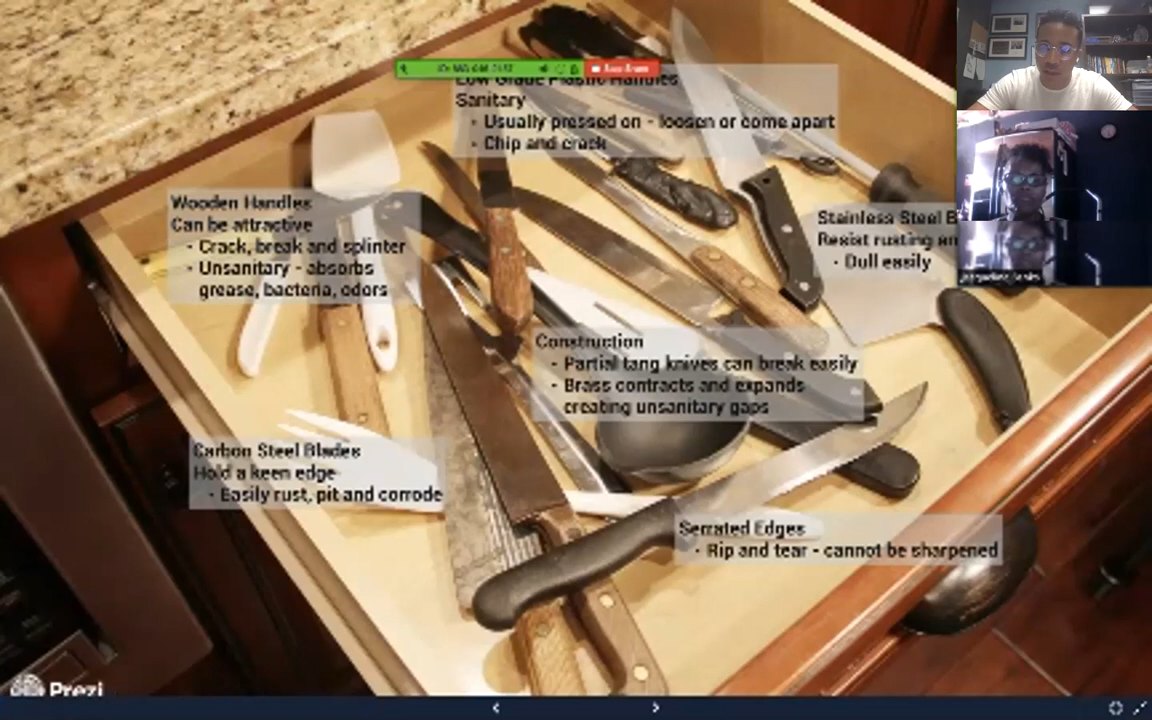 Low Grade Plastic Handles
Sanitary
- Usually pressed on - loosen or come apart
- Chip and crack
Wooden Handles
Can be attractive
- Crack, break and splinter
- Unsanitary - absorbs
grease, bacteria, odors
Stainless Steel B
Resist rusting an
- Dull easily
Construction
- Partial tang knives can break easily
- Brass contracts and expands
creating unsanitary gaps
Carbon Steel Blades
Hold a keen edge
- Easily rust, pit and corrode
Serrated Edges
- Rip and tear - cannot be sharpened
Prezi